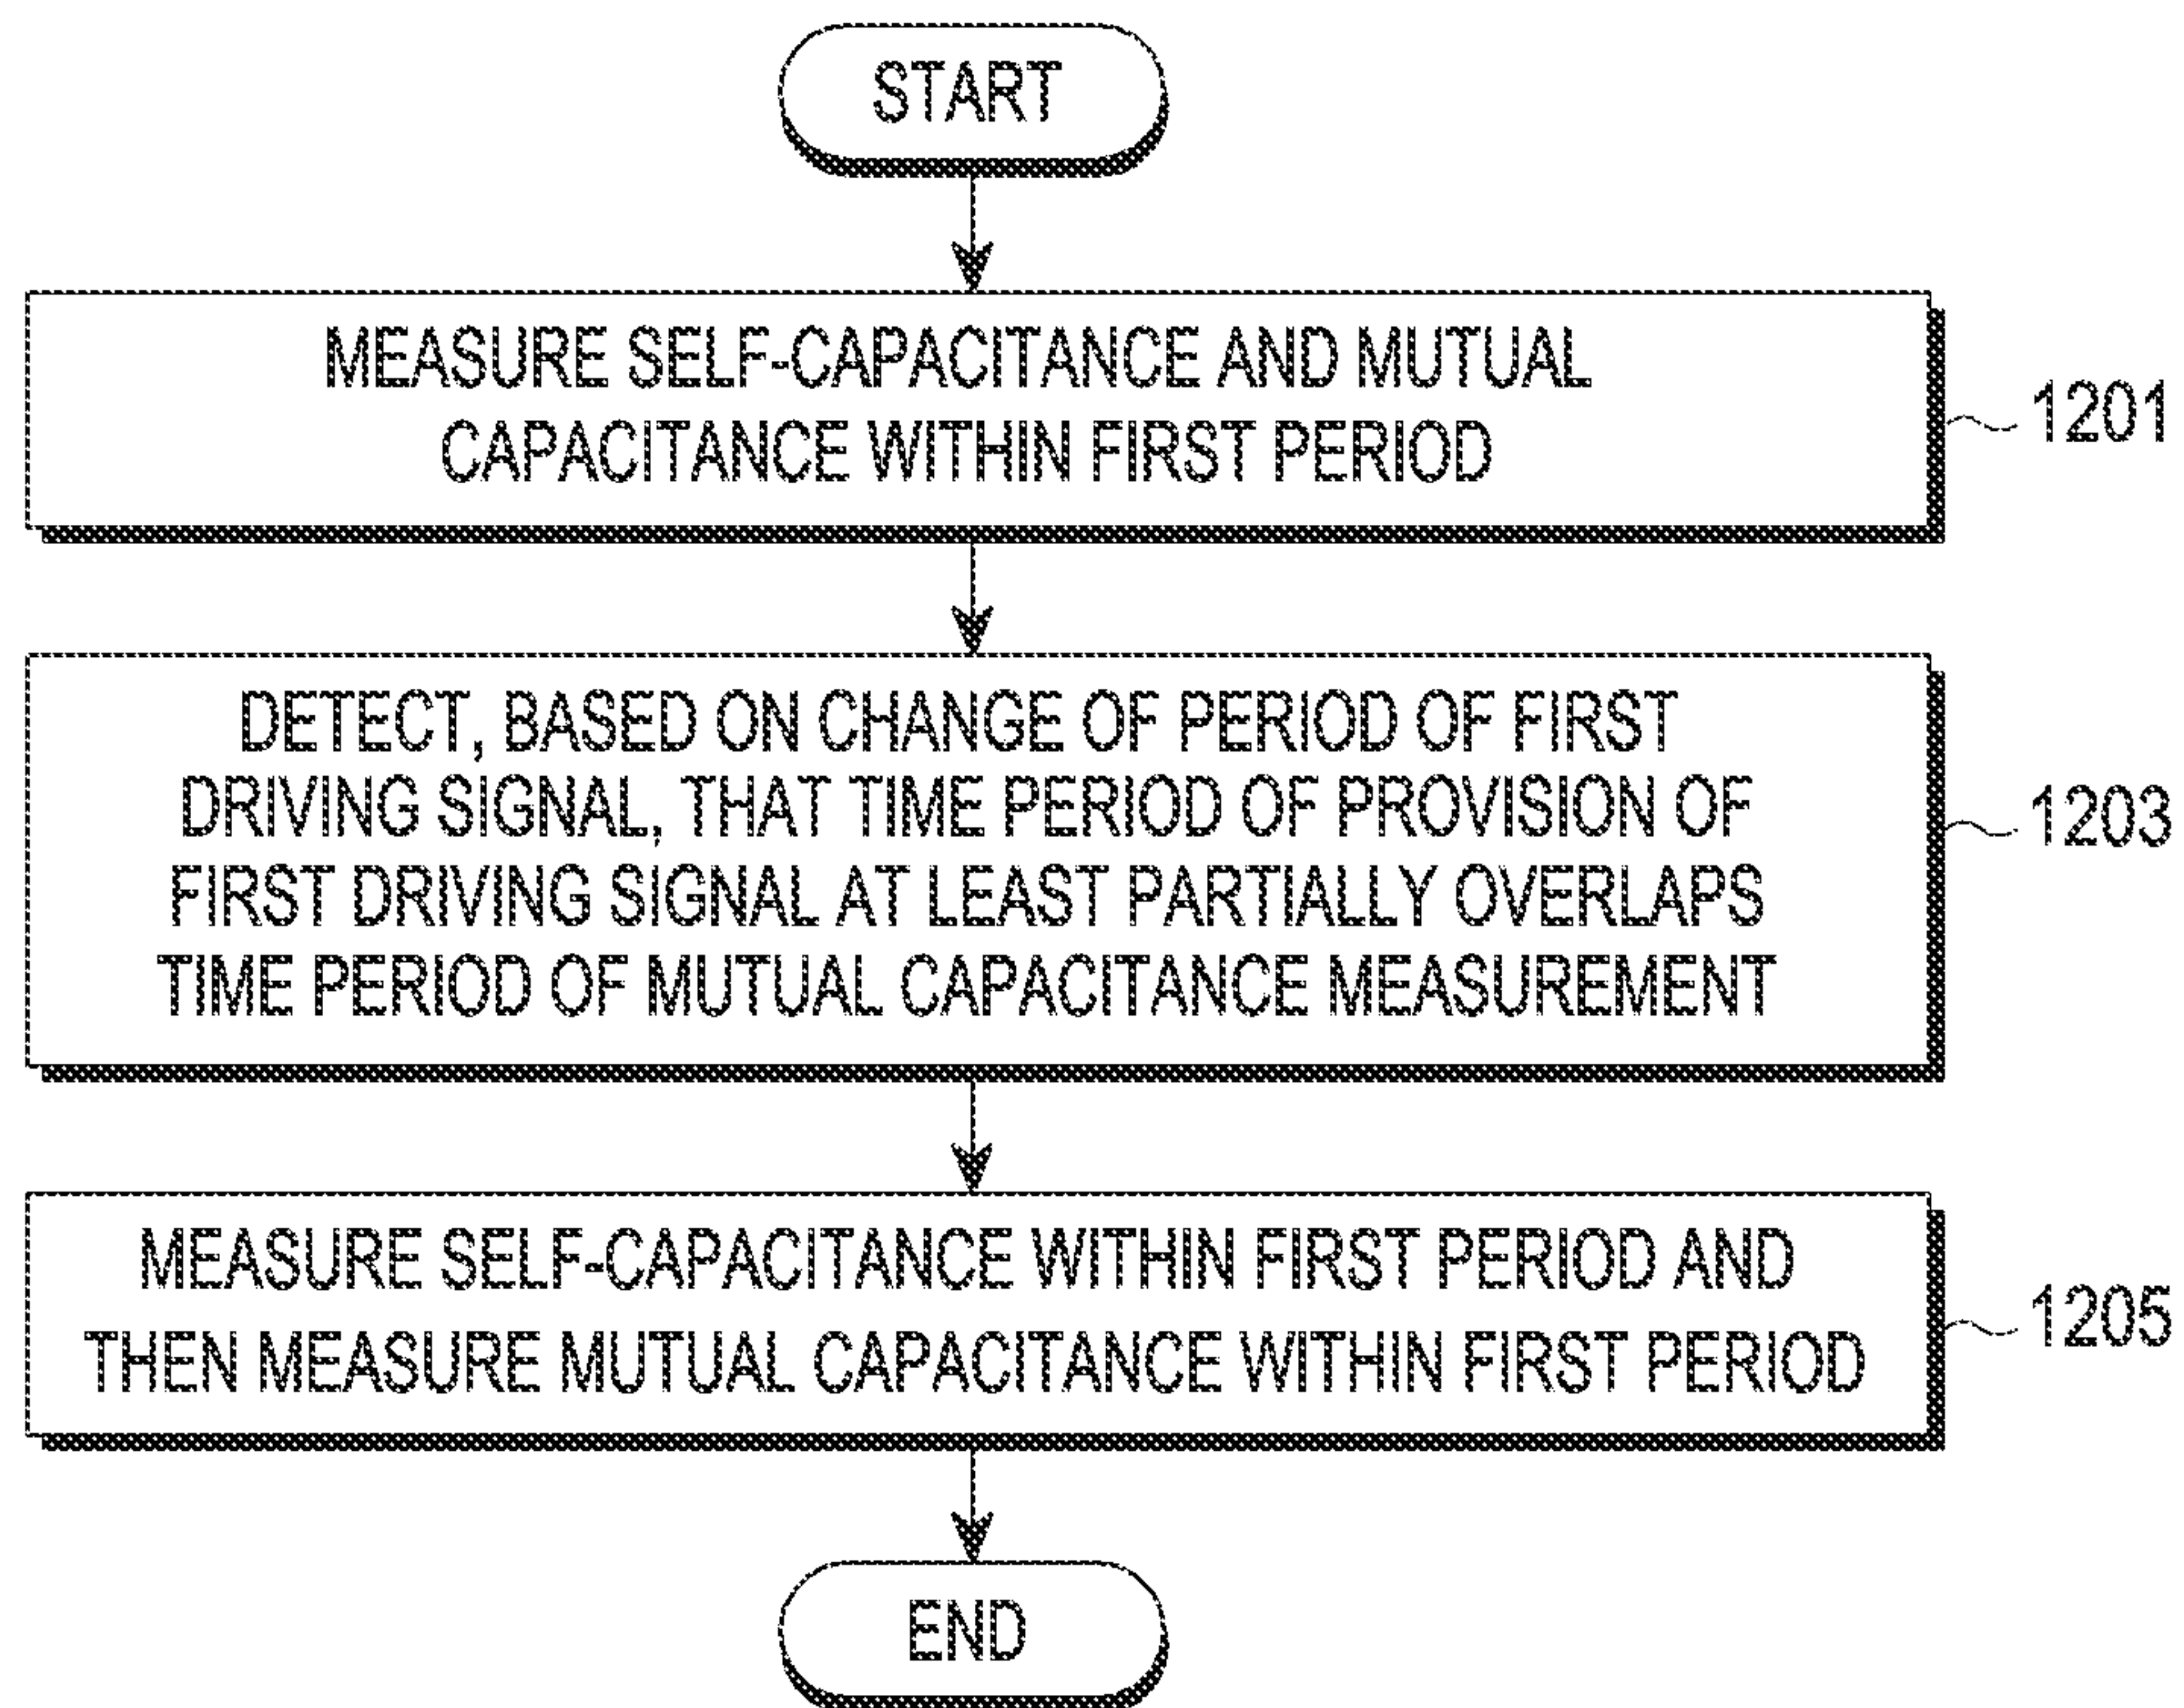 START
MEASURE SELF-CAPACITANCE AND MUTUAL
CAPACITANCE WITHIN FIRST PERIOD
1201
DETECT, BASED ON CHANGE OF PERIOD OF FIRST
DRIVING SIGNAL, THAT TIME PERIOD OF PROVISION OF
FIRST DRIVING SIGNAL AT LEAST PARTIALLY OVERLAPS
TIME PERIOD OF MUTUAL CAPACITANCE MEASUREMENT
1203
MEASURE SELF-CAPACITANCE WITHIN FIRST PERIOD AND
THEN MEASURE MUTUAL CAPACITANCE WITHIN FIRST PERIOD
1205
END